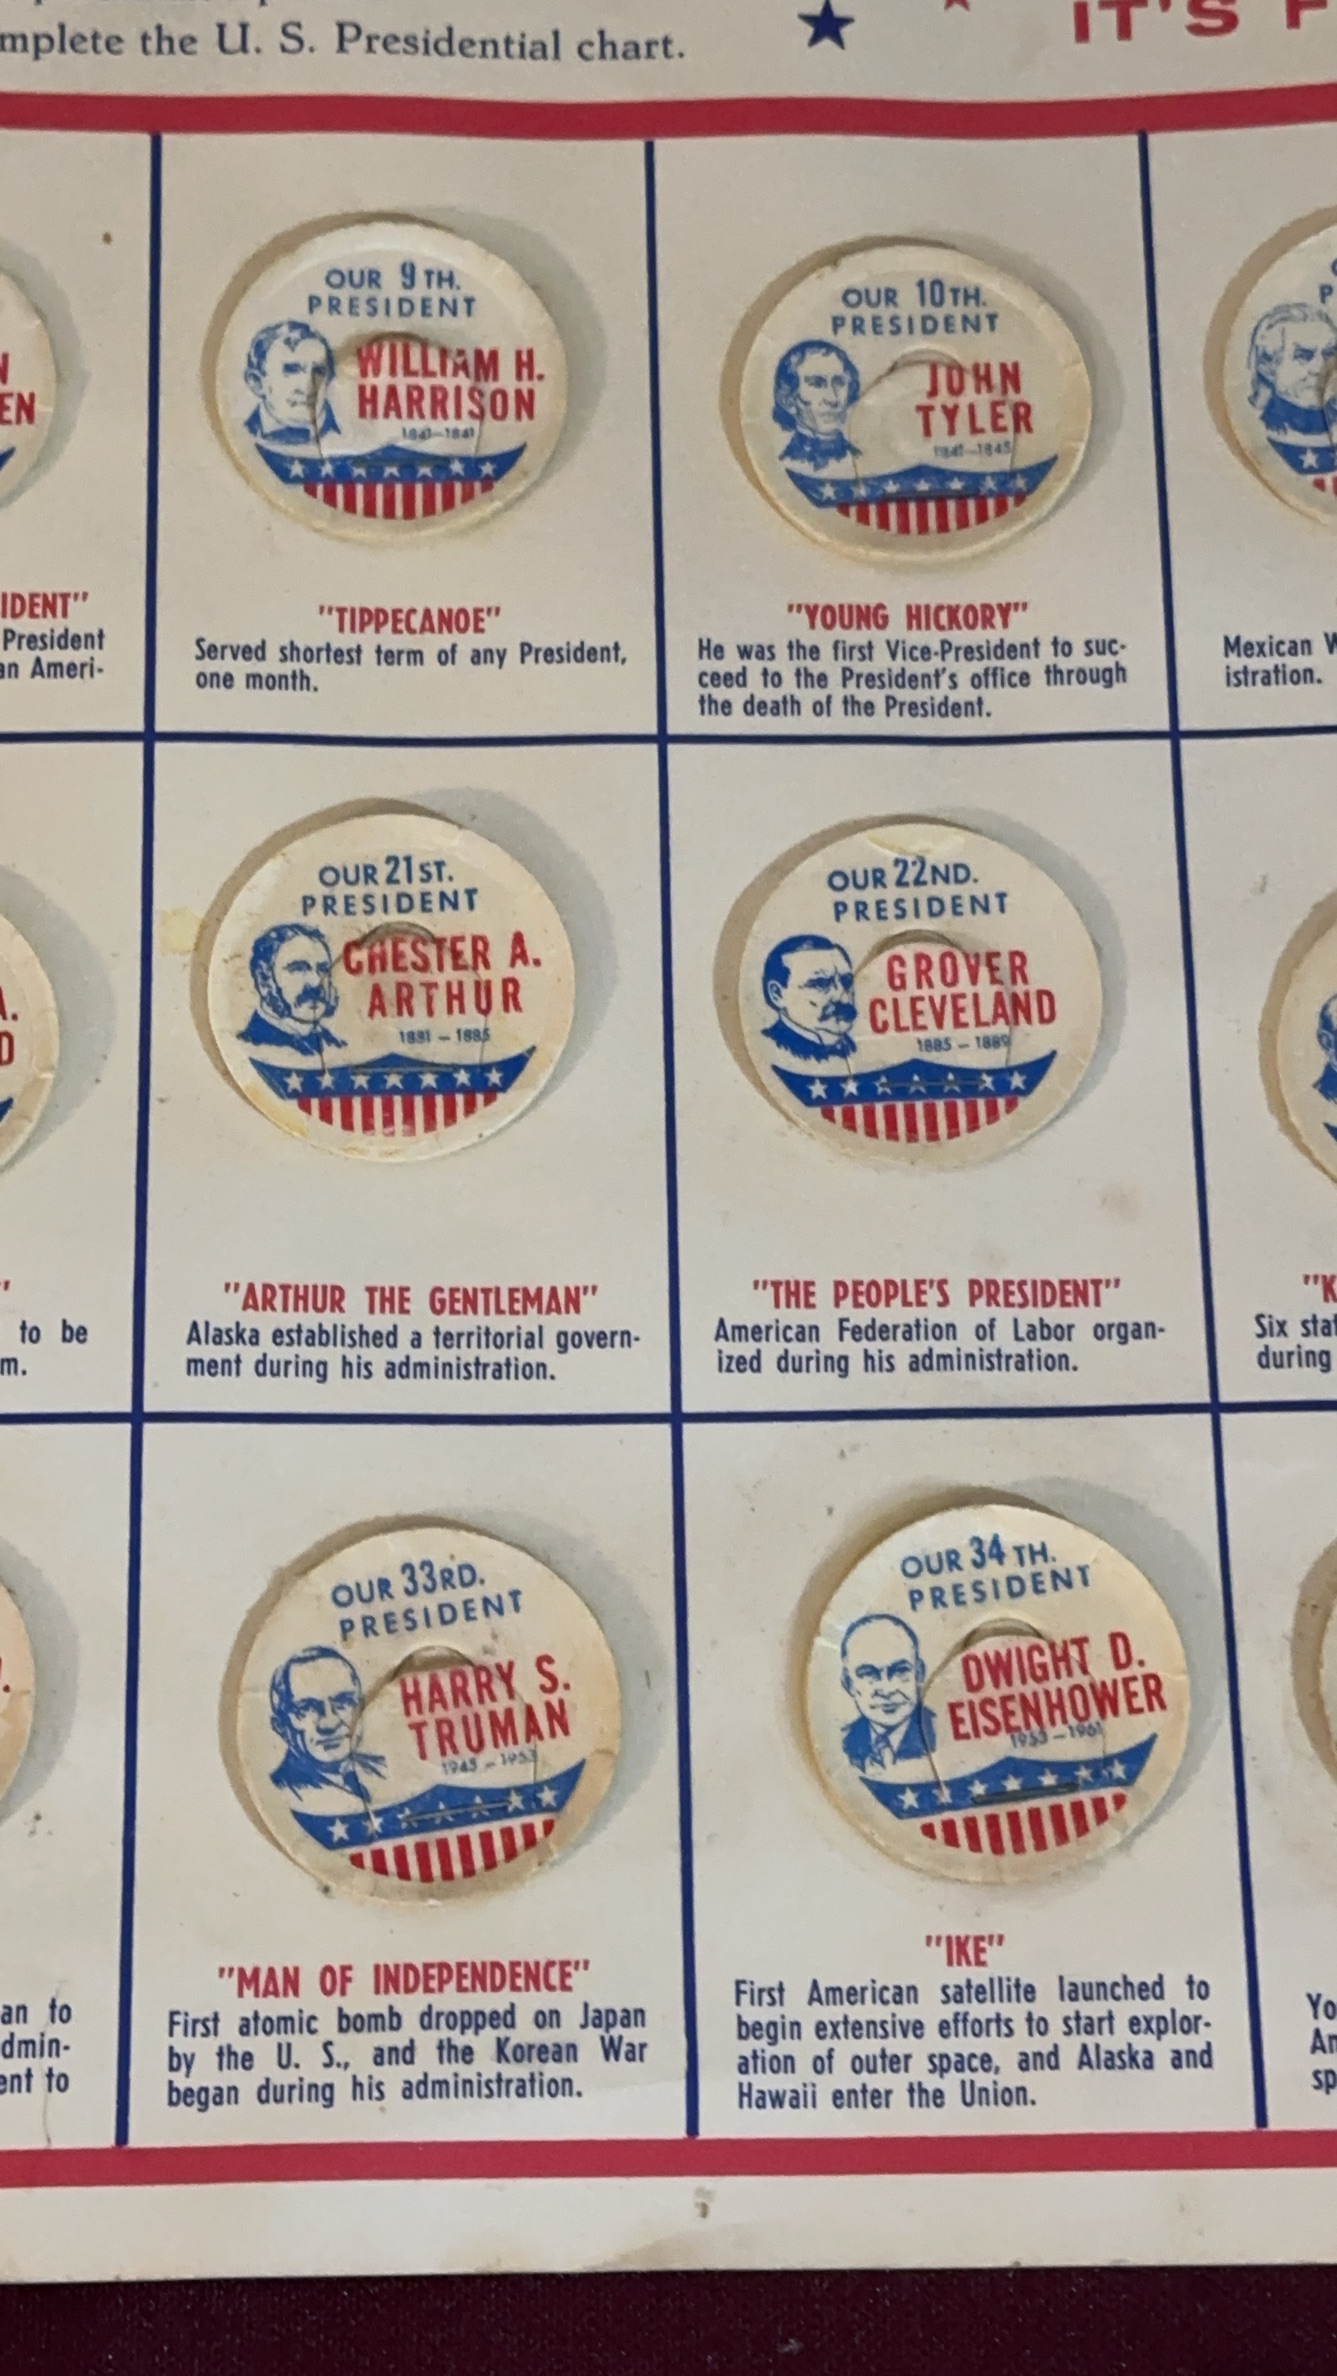 mplete the U. S. Presidential chart.
IT'S F
OUR 9TH.
PRESIDENT
WILLIAM H.
HARRISON
1841-1841
"TIPPECANOE"
Served shortest term of any President,
one month.
OUR 10TH.
PRESIDENT
JOHN
TYLER
1841-1845
"YOUNG HICKORY"
He was the first Vice-President to suc-
ceed to the President's office through
the death of the President.
EN
IDENT"
President
an Ameri-
Mexican W
istration.
OUR 21ST.
PRESIDENT
CHESTER A.
ARTHUR
1881 - 1885
"ARTHUR THE GENTLEMAN"
Alaska established a territorial govern-
ment during his administration.
OUR 22ND.
PRESIDENT
GROVER
CLEVELAND
1885 - 1889
"THE PEOPLE'S PRESIDENT"
American Federation of Labor organ-
ized during his administration.
A.
D
to be
m.
"K
Six stat
during
OUR 33RD.
PRESIDENT
HARRY S.
TRUMAN
1945 - 1953
"MAN OF INDEPENDENCE"
First atomic bomb dropped on Japan
by the U. S., and the Korean War
began during his administration.
OUR 34TH.
PRESIDENT
DWIGHT D.
EISENHOWER
1953 - 1961
"IKE"
First American satellite launched to
begin extensive efforts to start explor-
ation of outer space, and Alaska and
Hawaii enter the Union.
an to
dmin-
ent to
Yo
An
sp